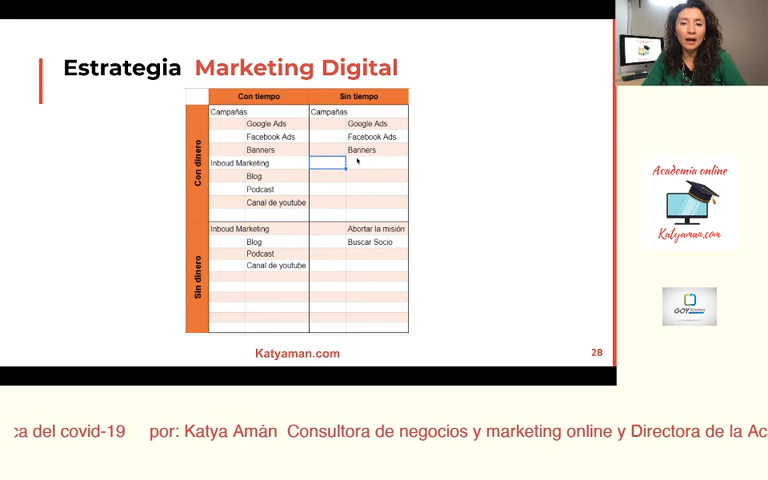 Estrategia Marketing Digital
Con tiempo Sin tiempo
Con dinero
Campañas Campañas
Google Ads Google Ads
Facebook Ads Facebook Ads
Banners Banners
Inboud Marketing
Blog
Podcast
Canal de youtube
Sin dinero
Inboud Marketing Abortar la misión
Blog Buscar Socio
Podcast
Canal de youtube
Katyaman.com
28
Academia online
Katyaman.com
ca del covid-19 por: Katya Amán Consultora de negocios y marketing online y Directora de la Ac